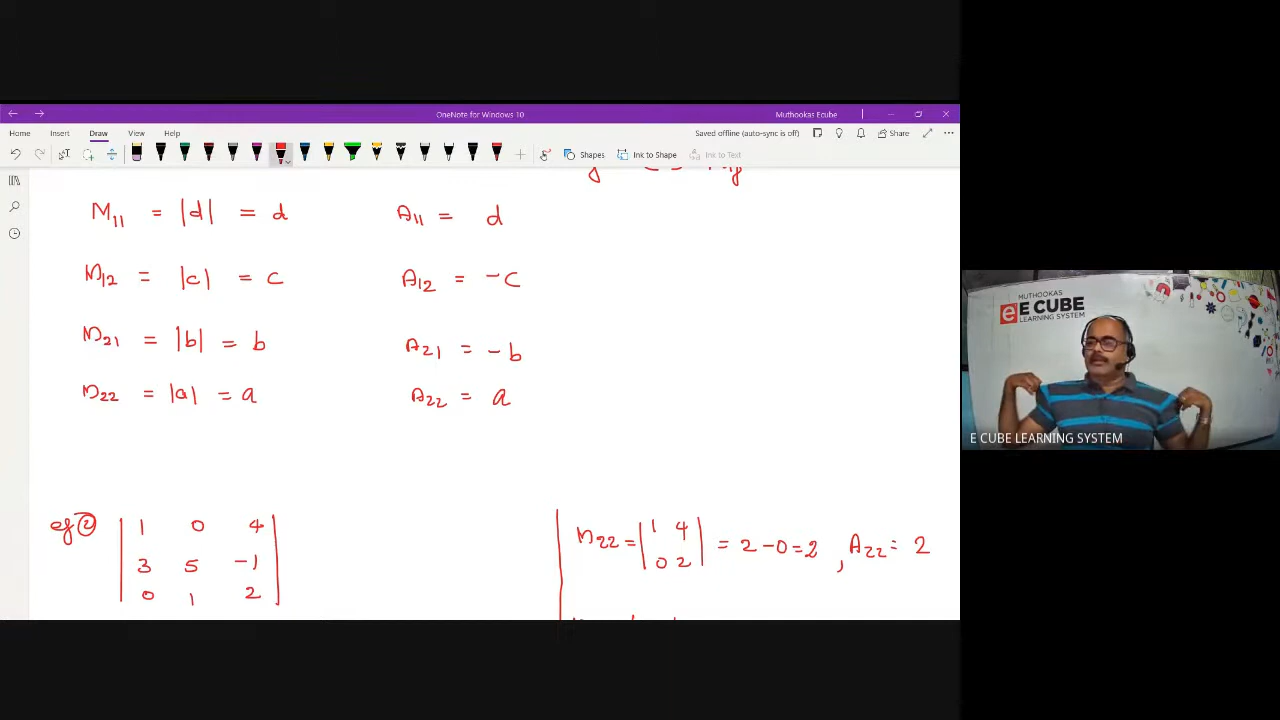 OneNote for Windows 10
Muthookas Ecube
Home Insert Draw View Help
Saved offline (auto-sync is off)
Share
Shapes
Ink to Shape
Ink to Text
M11 = |d| = d
A11 = d
M12 = |c| = c
A12 = -c
M21 = |b| = b
A21 = -b
M22 = |a| = a
A22 = a
eg ②
1 0 4
3 5 -1
0 1 2
M22 = |1 4
0 2| = 2 - 0 = 2 , A22 = 2
MUTHOOKAS
e E CUBE
LEARNING SYSTEM
E CUBE LEARNING SYSTEM